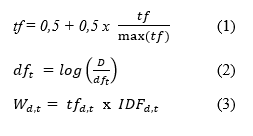 tf = 0,5 + 0,5 x tf / max(tf) (1)
df_t = log (D / df_t) (2)
W_d,t = tf_d,t x IDF_d,t (3)